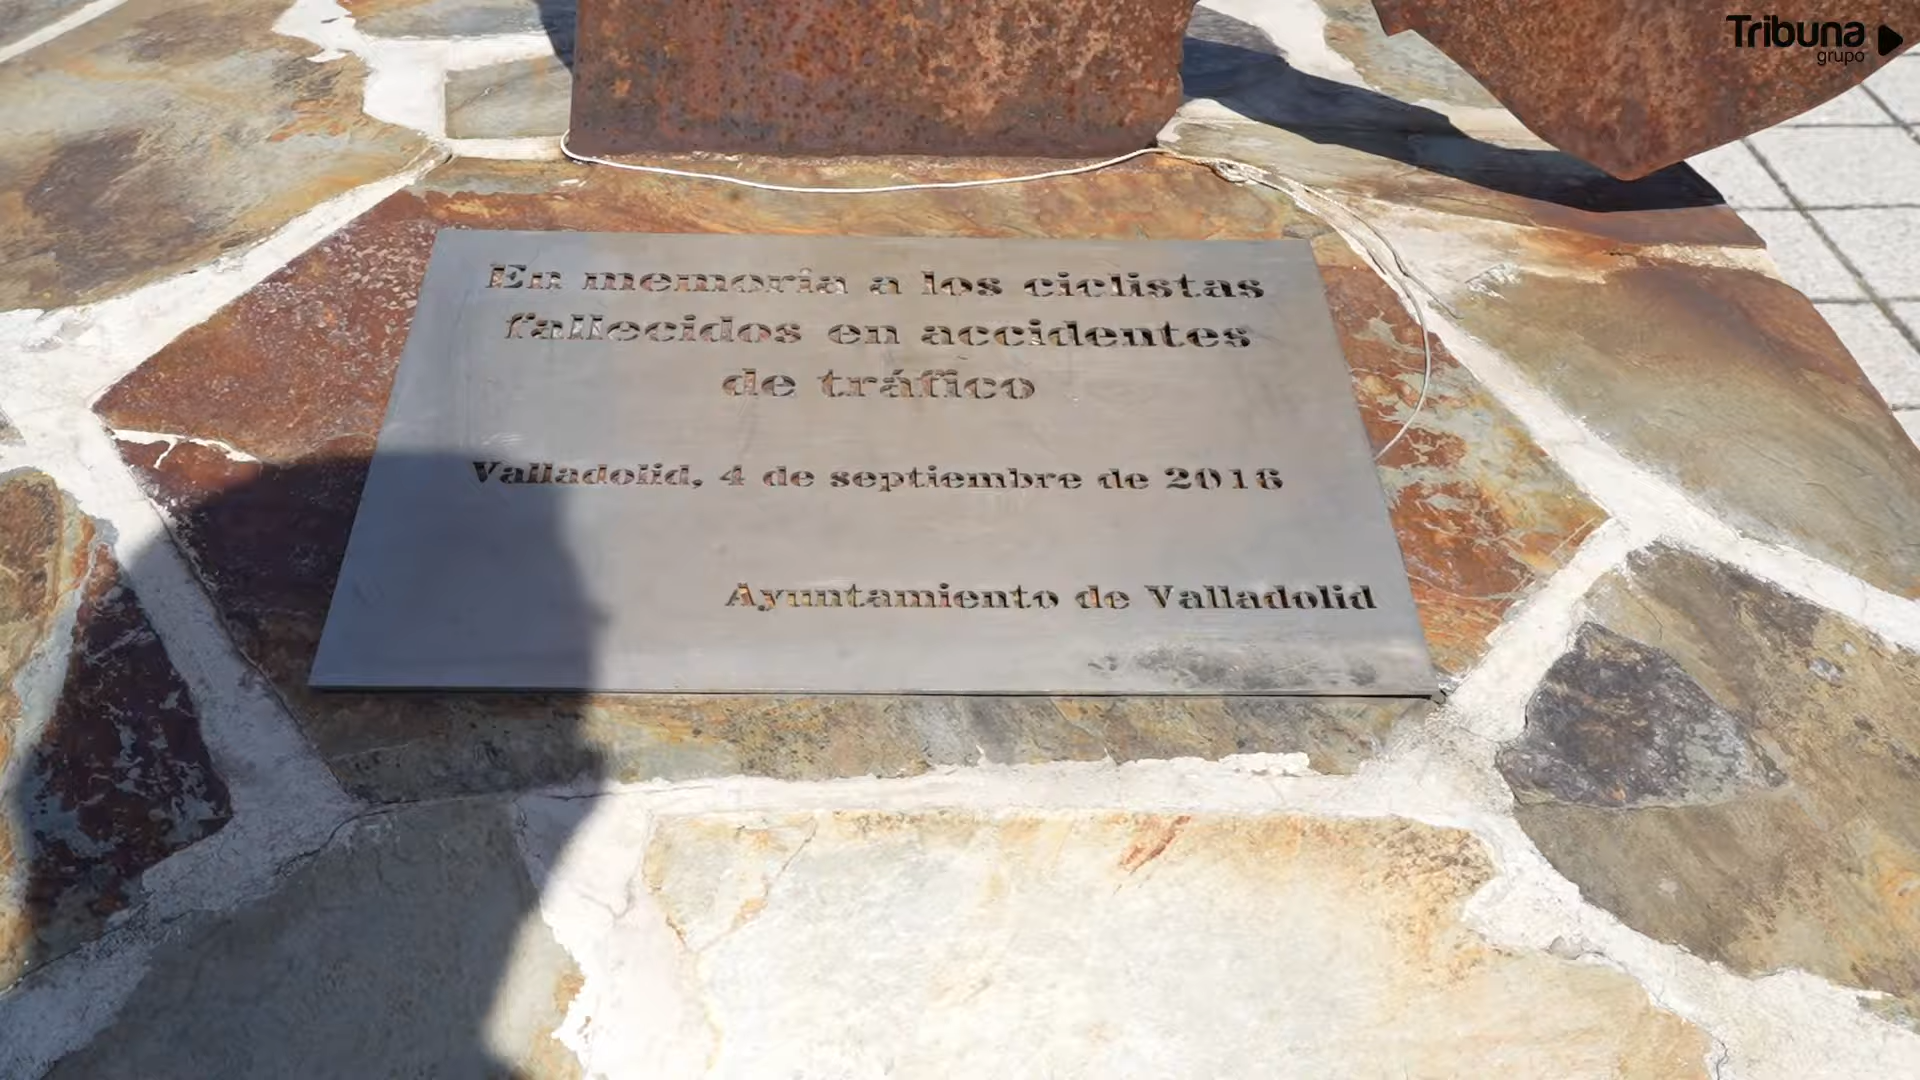 Tribuna
grupo
En memoria a los ciclistas
fallecidos en accidentes
de tráfico
Valladolid, 4 de septiembre de 2016
Ayuntamiento de Valladolid